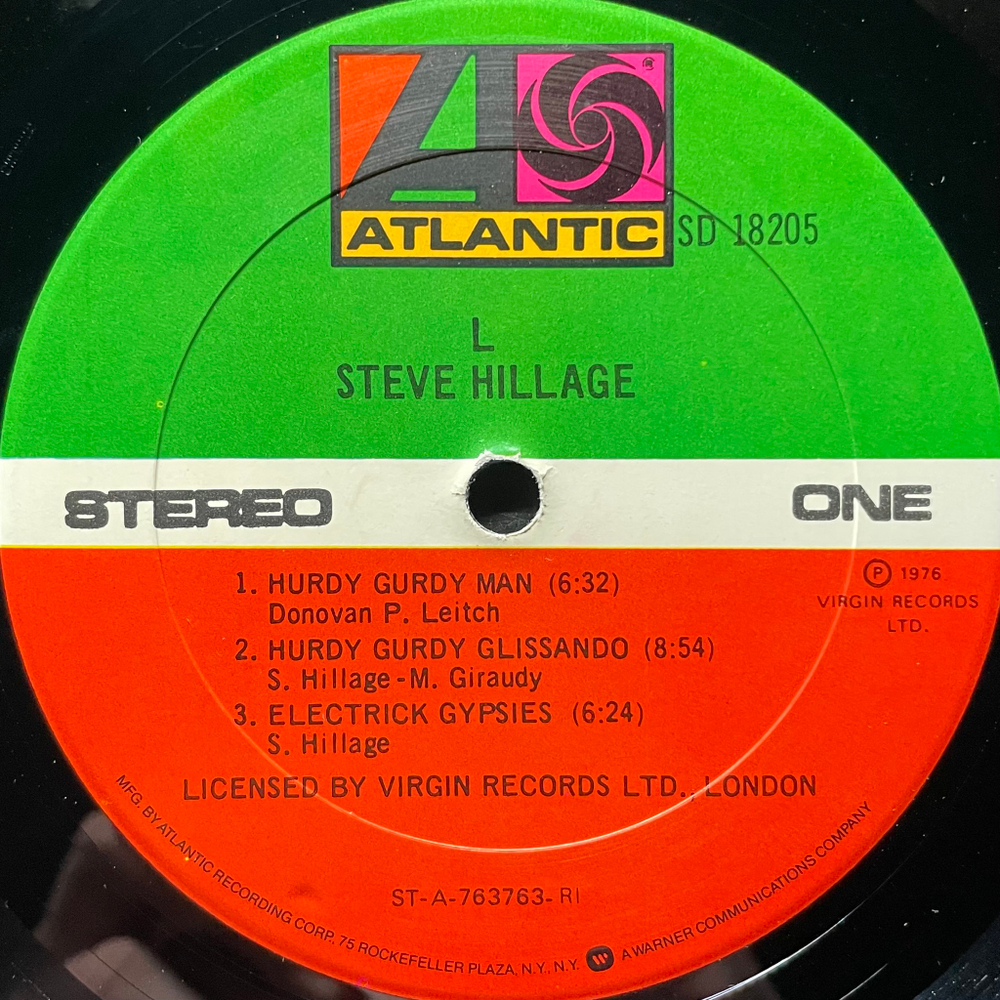 ATLANTIC
SD 18205
L
STEVE HILLAGE
STEREO
ONE
1. HURDY GURDY MAN (6:32)
Donovan P. Leitch
2. HURDY GURDY GLISSANDO (8:54)
S. Hillage-M. Giraudy
3. ELECTRICK GYPSIES (6:24)
S. Hillage
℗ 1976
VIRGIN RECORDS
LTD.
LICENSED BY VIRGIN RECORDS LTD., LONDON
ST-A-763763-RI
MFG. BY ATLANTIC RECORDING CORP. 75 ROCKEFELLER PLAZA, N.Y. N.Y. W A WARNER COMMUNICATIONS COMPANY